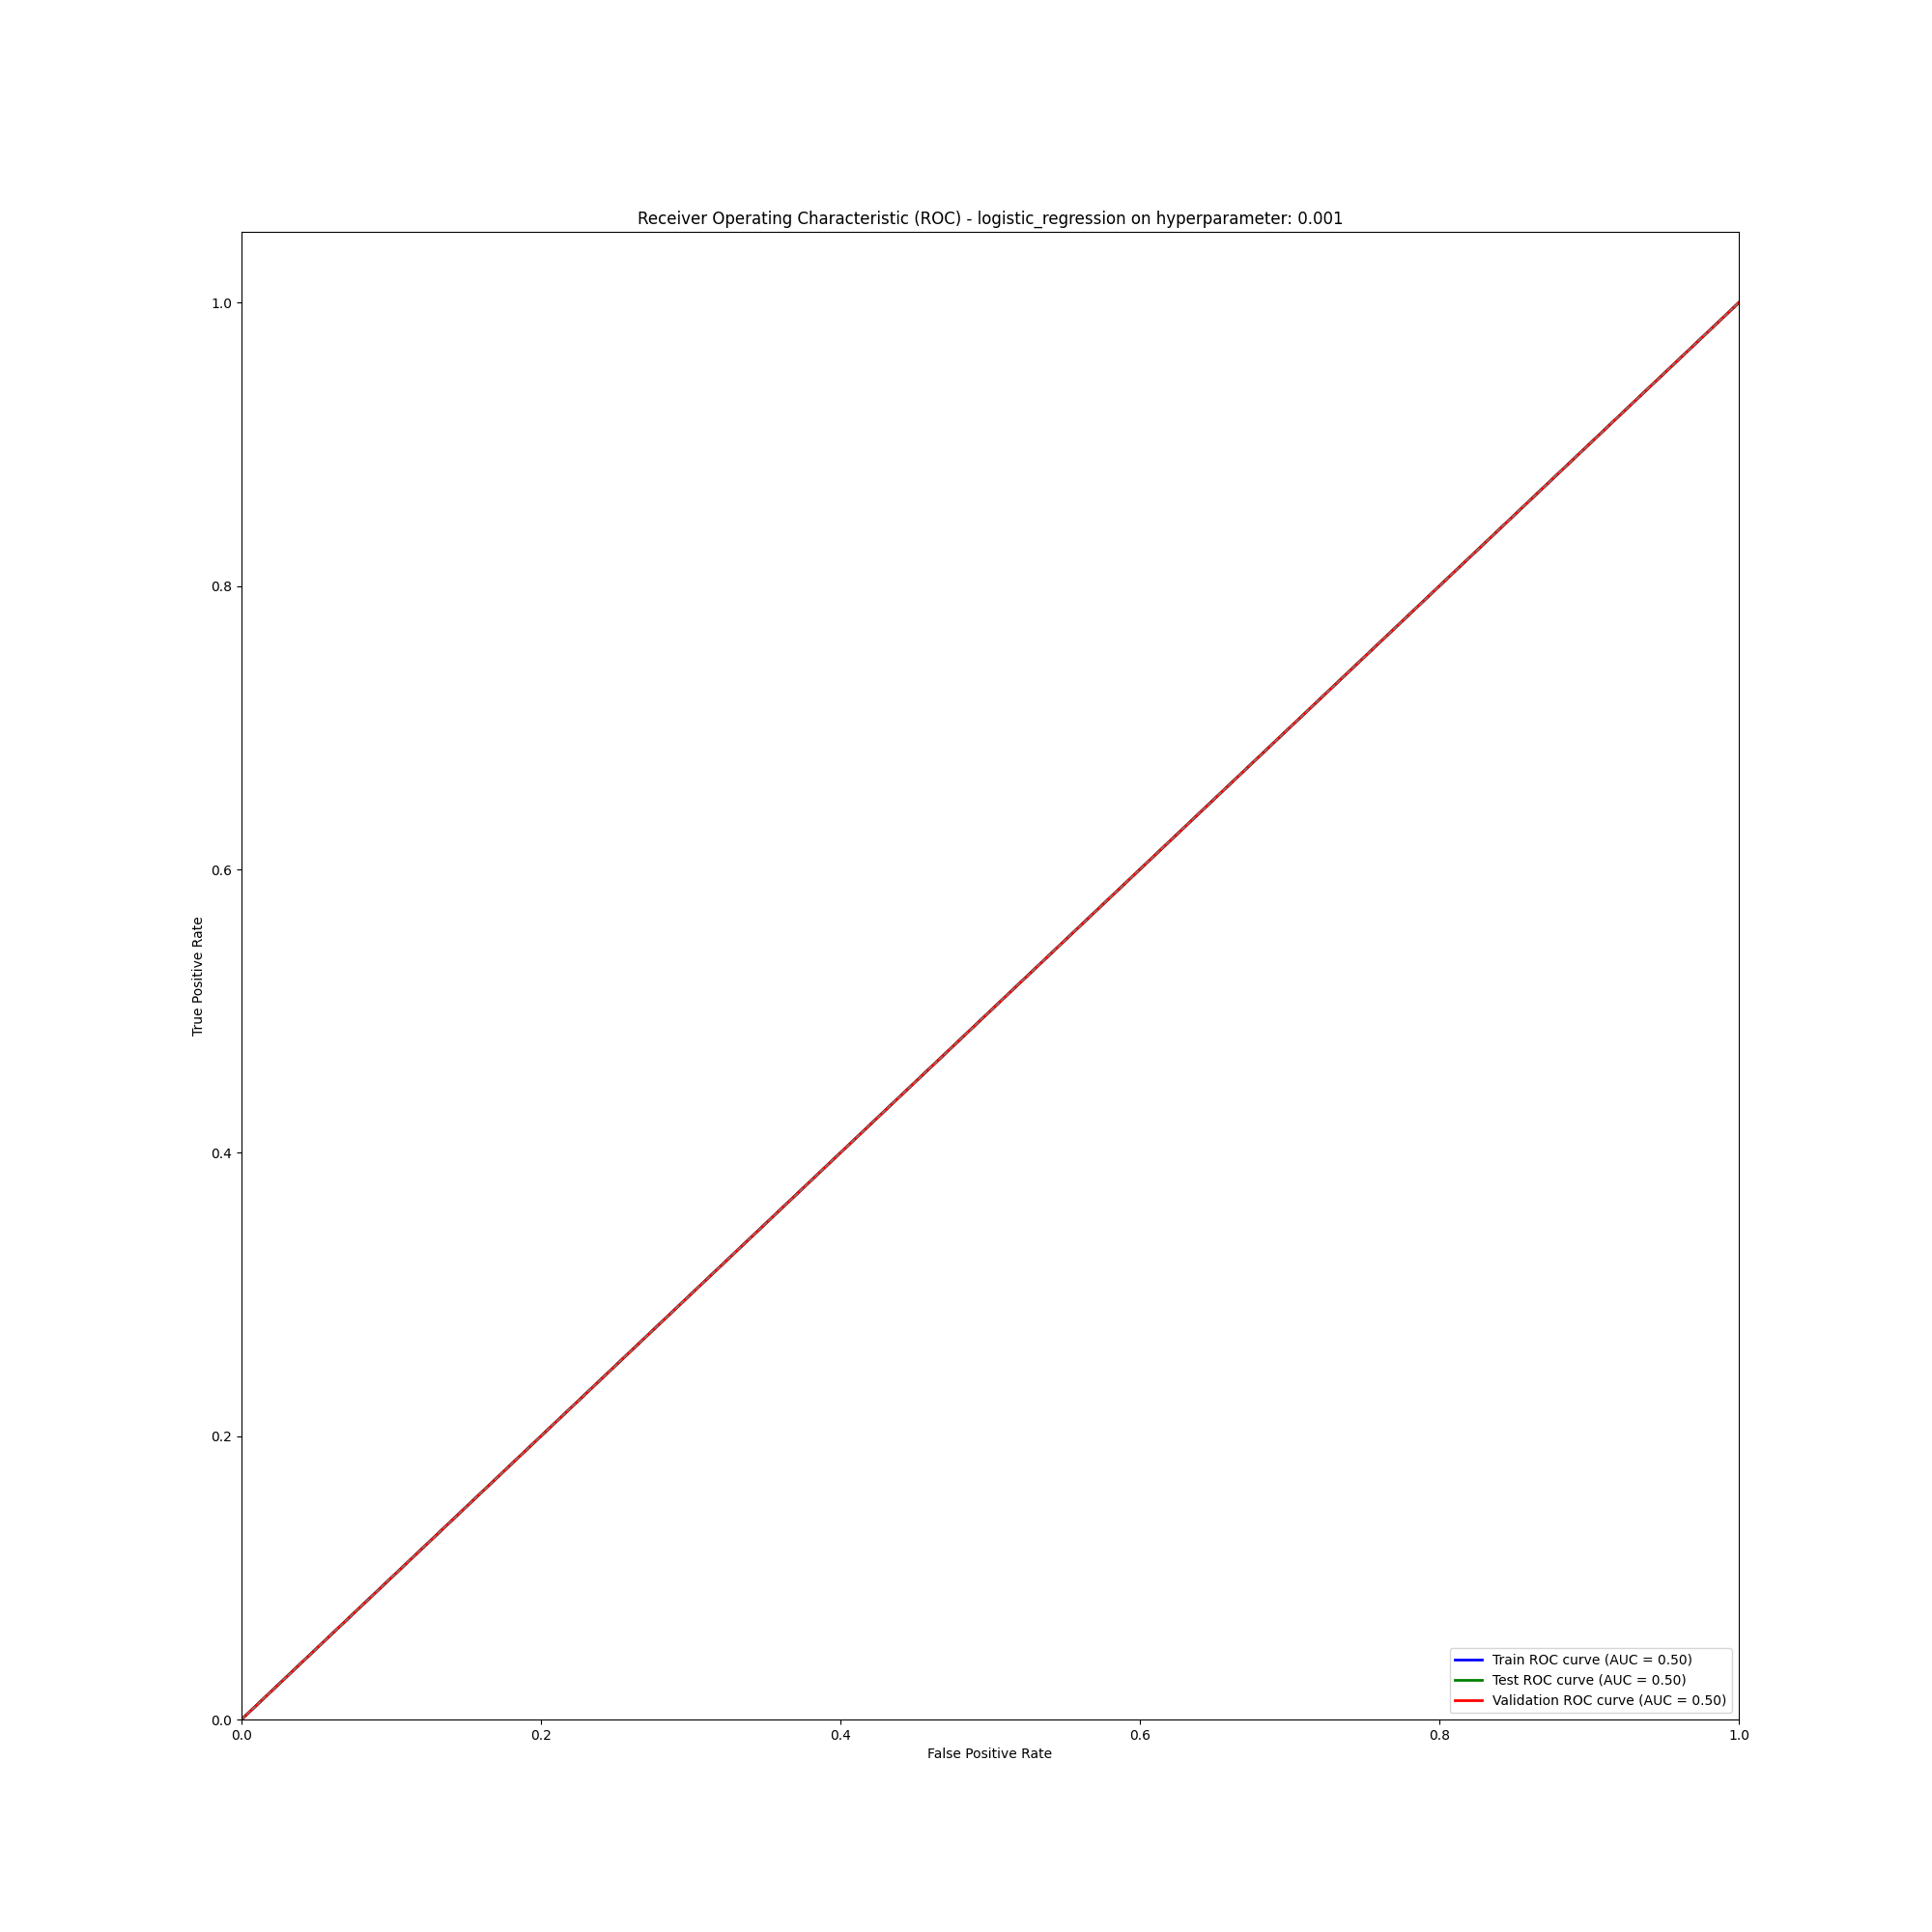 Receiver Operating Characteristic (ROC) - logistic_regression on hyperparameter: 0.001
1.0
0.8
0.6
0.4
0.2
0.0
True Positive Rate
0.0 0.2 0.4 0.6 0.8 1.0
False Positive Rate
Train ROC curve (AUC = 0.50)
Test ROC curve (AUC = 0.50)
Validation ROC curve (AUC = 0.50)